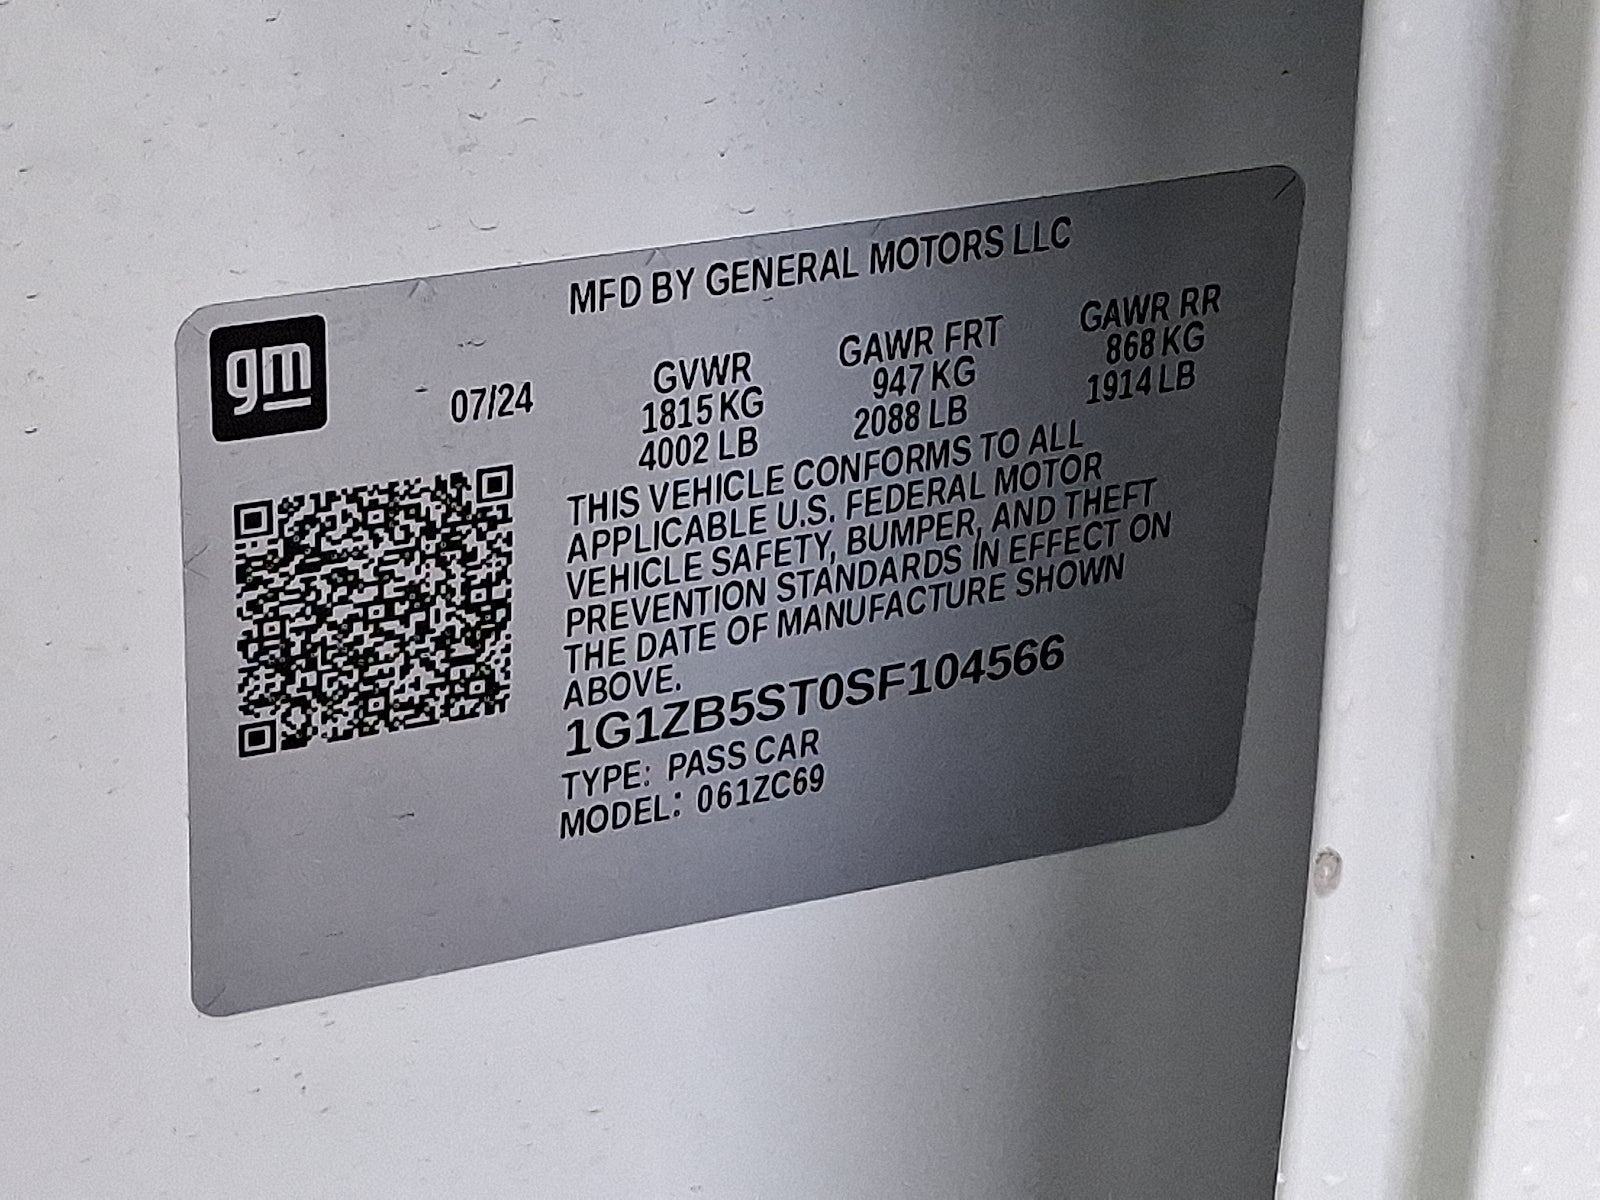 MFD BY GENERAL MOTORS LLC
gm
07/24
GVWR
1815 KG
4002 LB
GAWR FRT
947 KG
2088 LB
GAWR RR
868 KG
1914 LB
THIS VEHICLE CONFORMS TO ALL
APPLICABLE U.S. FEDERAL MOTOR
VEHICLE SAFETY, BUMPER, AND THEFT
PREVENTION STANDARDS IN EFFECT ON
THE DATE OF MANUFACTURE SHOWN
ABOVE.
1G1ZB5ST0SF104566
TYPE: PASS CAR
MODEL: 061ZC69